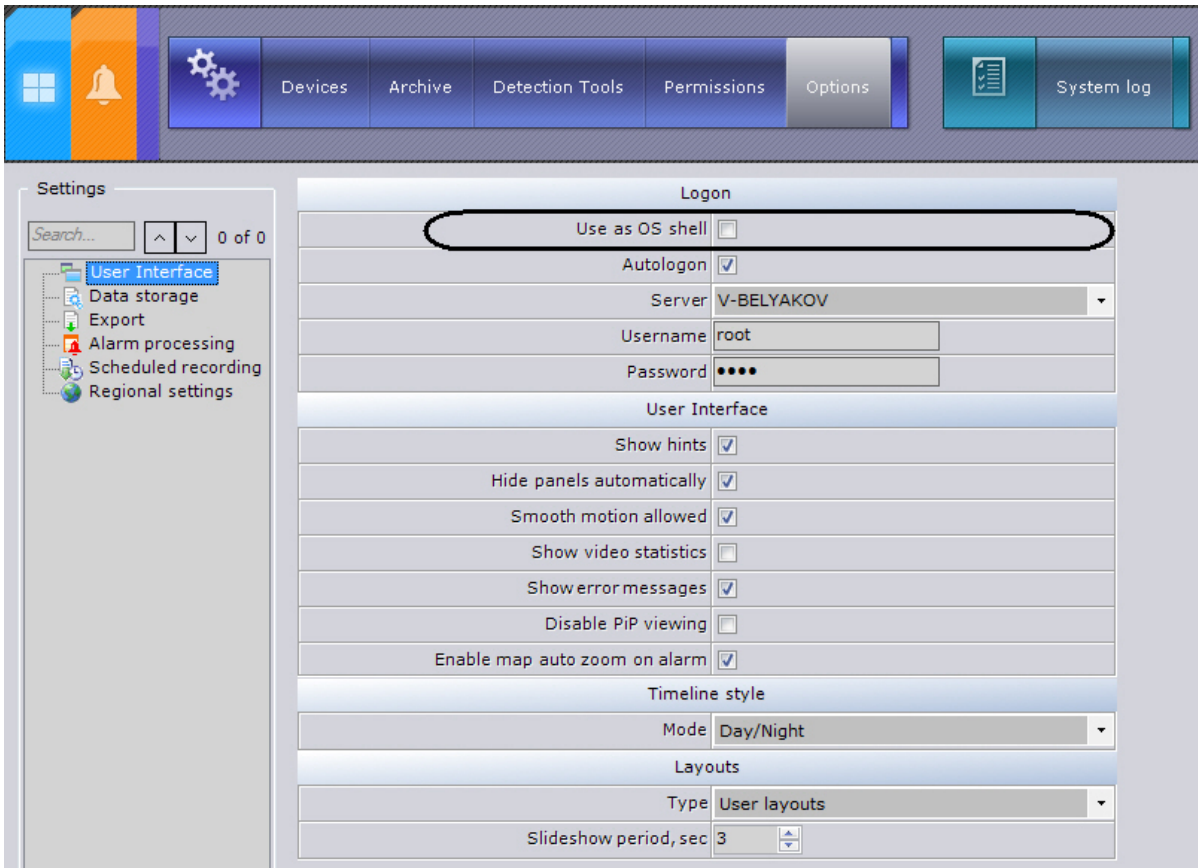 Devices Archive Detection Tools Permissions Options System log
Settings
Search... 0 of 0
User Interface
Data storage
Export
Alarm processing
Scheduled recording
Regional settings
Logon
Use as OS shell
Autologon
Server V-BELYAKOV
Username root
Password ••••
User Interface
Show hints
Hide panels automatically
Smooth motion allowed
Show video statistics
Show error messages
Disable PiP viewing
Enable map auto zoom on alarm
Timeline style
Mode Day/Night
Layouts
Type User layouts
Slideshow period, sec 3